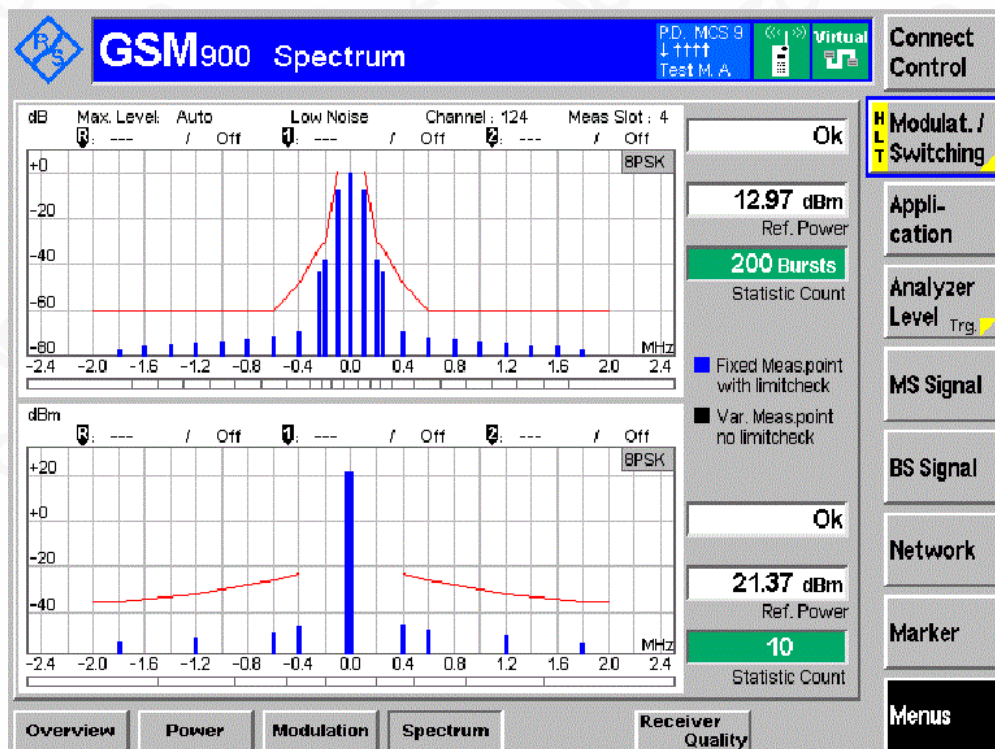 R/S
GSM900 Spectrum
P.D. MCS 9
↓ ↑↑↑↑
Test M. A.
Virtual
Connect
Control
dB Max. Level: Auto Low Noise Channel : 124 Meas Slot : 4
R: --- / Off 1: --- / Off 2: --- / Off
8PSK
+0
-20
-40
-60
-80
MHz
-2.4 -2.0 -1.6 -1.2 -0.8 -0.4 0.0 0.4 0.8 1.2 1.6 2.0 2.4
Ok
12.97 dBm
Ref. Power
200 Bursts
Statistic Count
Fixed Meas.point
with limitcheck
Var. Meas.point
no limitcheck
dBm
R: --- / Off 1: --- / Off 2: --- / Off
8PSK
+20
+0
-20
-40
MHz
-2.4 -2.0 -1.6 -1.2 -0.8 -0.4 0.0 0.4 0.8 1.2 1.6 2.0 2.4
Ok
21.37 dBm
Ref. Power
10
Statistic Count
HLT
Modulat. /
Switching
Appli-
cation
Analyzer
Level Trg.
MS Signal
BS Signal
Network
Marker
Menus
Overview Power Modulation Spectrum Receiver
Quality